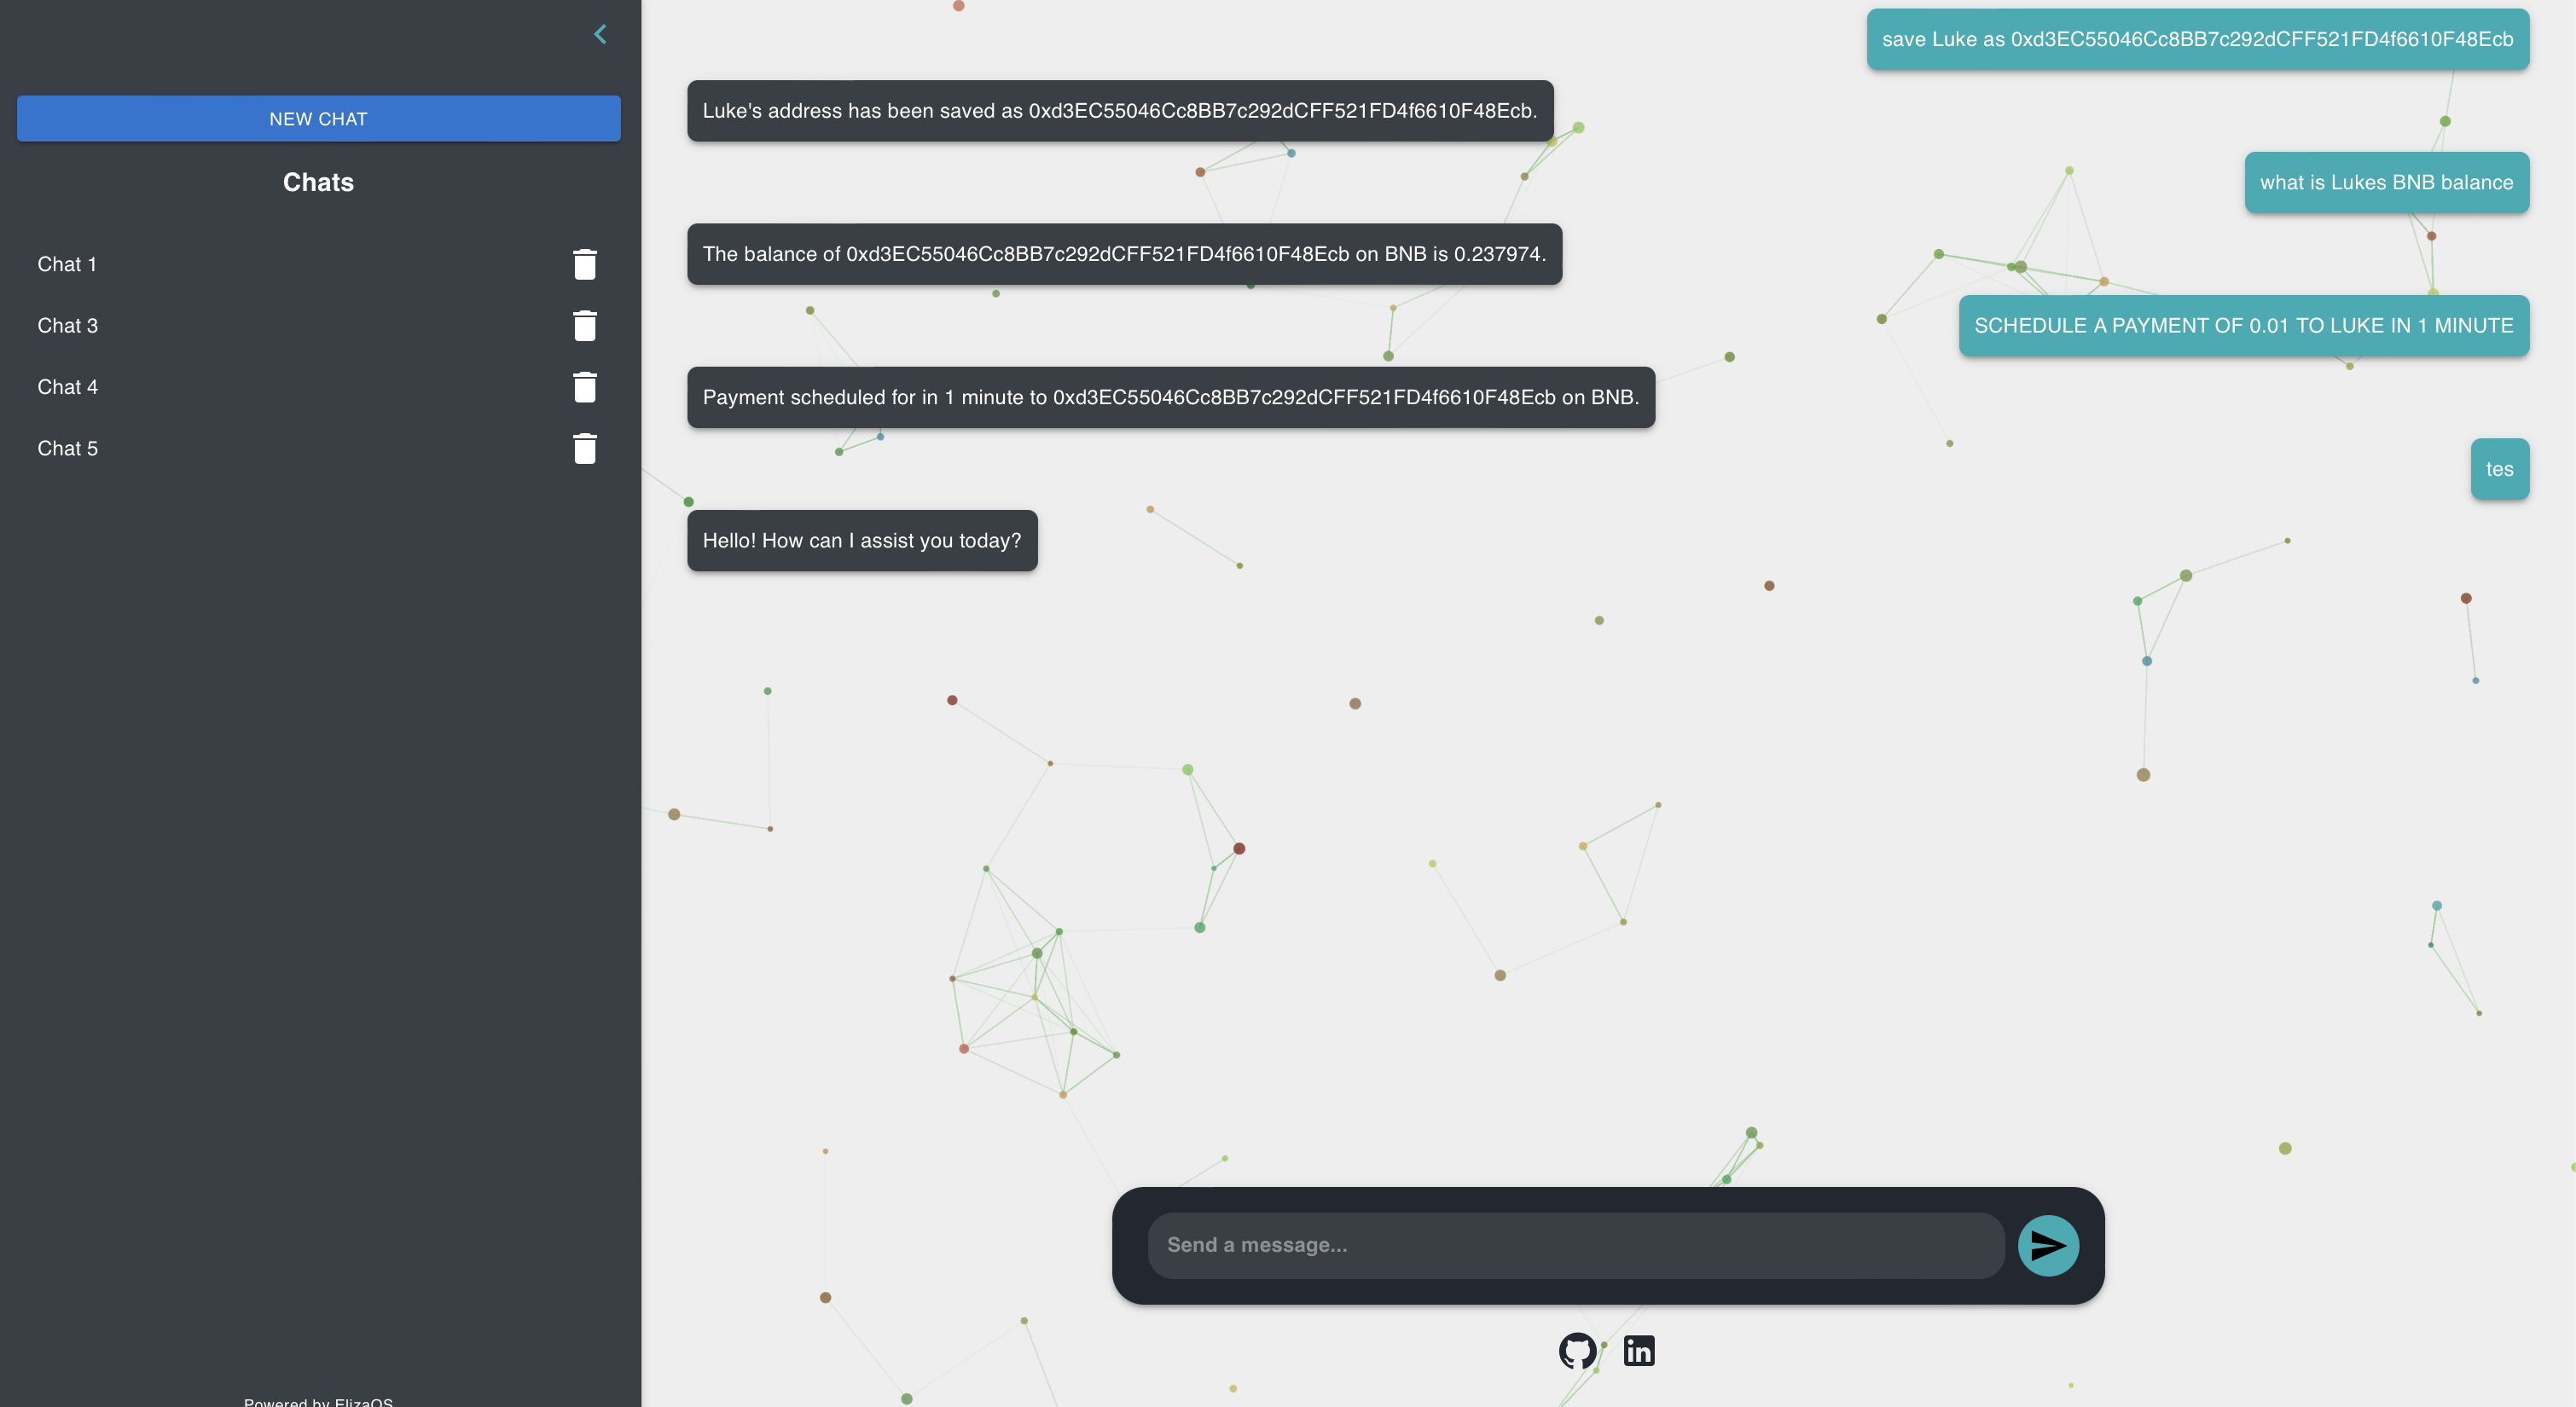 NEW CHAT
Chats
Chat 1
Chat 3
Chat 4
Chat 5
Powered by ElizaOS
save Luke as 0xd3EC55046Cc8BB7c292dCFF521FD4f6610F48Ecb
Luke's address has been saved as 0xd3EC55046Cc8BB7c292dCFF521FD4f6610F48Ecb.
what is Lukes BNB balance
The balance of 0xd3EC55046Cc8BB7c292dCFF521FD4f6610F48Ecb on BNB is 0.237974.
SCHEDULE A PAYMENT OF 0.01 TO LUKE IN 1 MINUTE
Payment scheduled for in 1 minute to 0xd3EC55046Cc8BB7c292dCFF521FD4f6610F48Ecb on BNB.
tes
Hello! How can I assist you today?
Send a message...
in